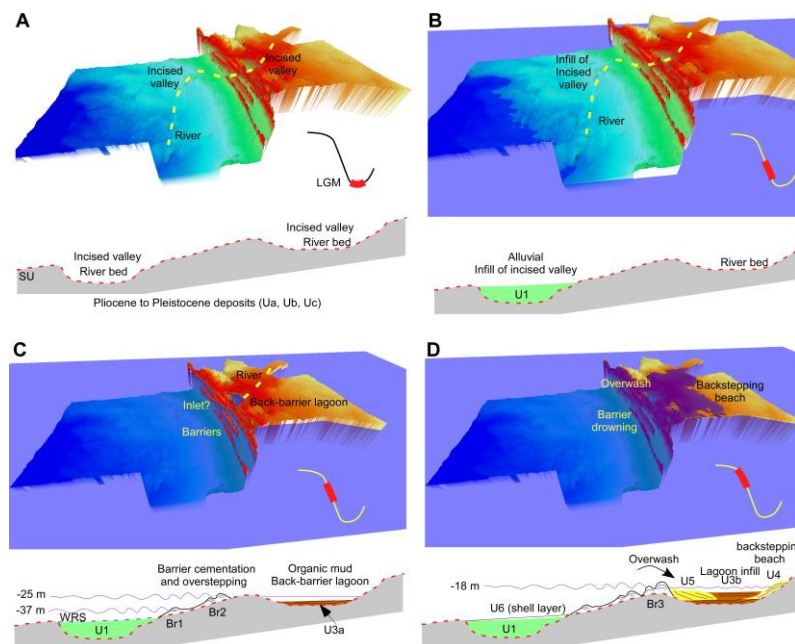 A
Incised
valley
Incised
valley
River
LGM
Incised valley
River bed
Incised valley
River bed
SU
Pliocene to Pleistocene deposits (Ua, Ub, Uc)
B
Infill of
Incised
valley
River
Alluvial
Infill of incised valley
River bed
U1
C
River
Inlet?
Back-barrier lagoon
Barriers
Barrier cementation
and overstepping
Organic mud
Back-barrier lagoon
-25 m
-37 m
WRS
U1
Br1
Br2
U3a
D
Overwash
Backstepping
beach
Barrier
drowning
backstepping
beach
Overwash
Lagoon infill
-18 m
U5
U3b
U4
U6 (shell layer)
Br3
U1